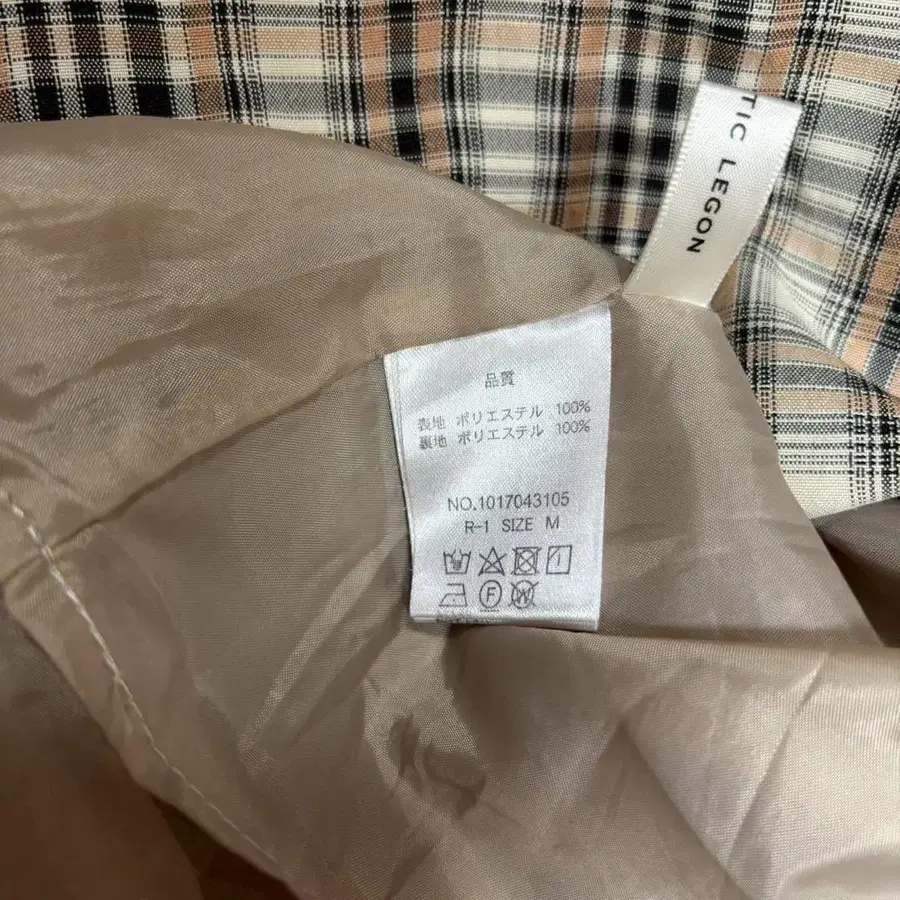 TIC LEGON
品質
表地 ポリエステル 100%
裏地 ポリエステル 100%
NO.1017043105
R-1 SIZE M
F W